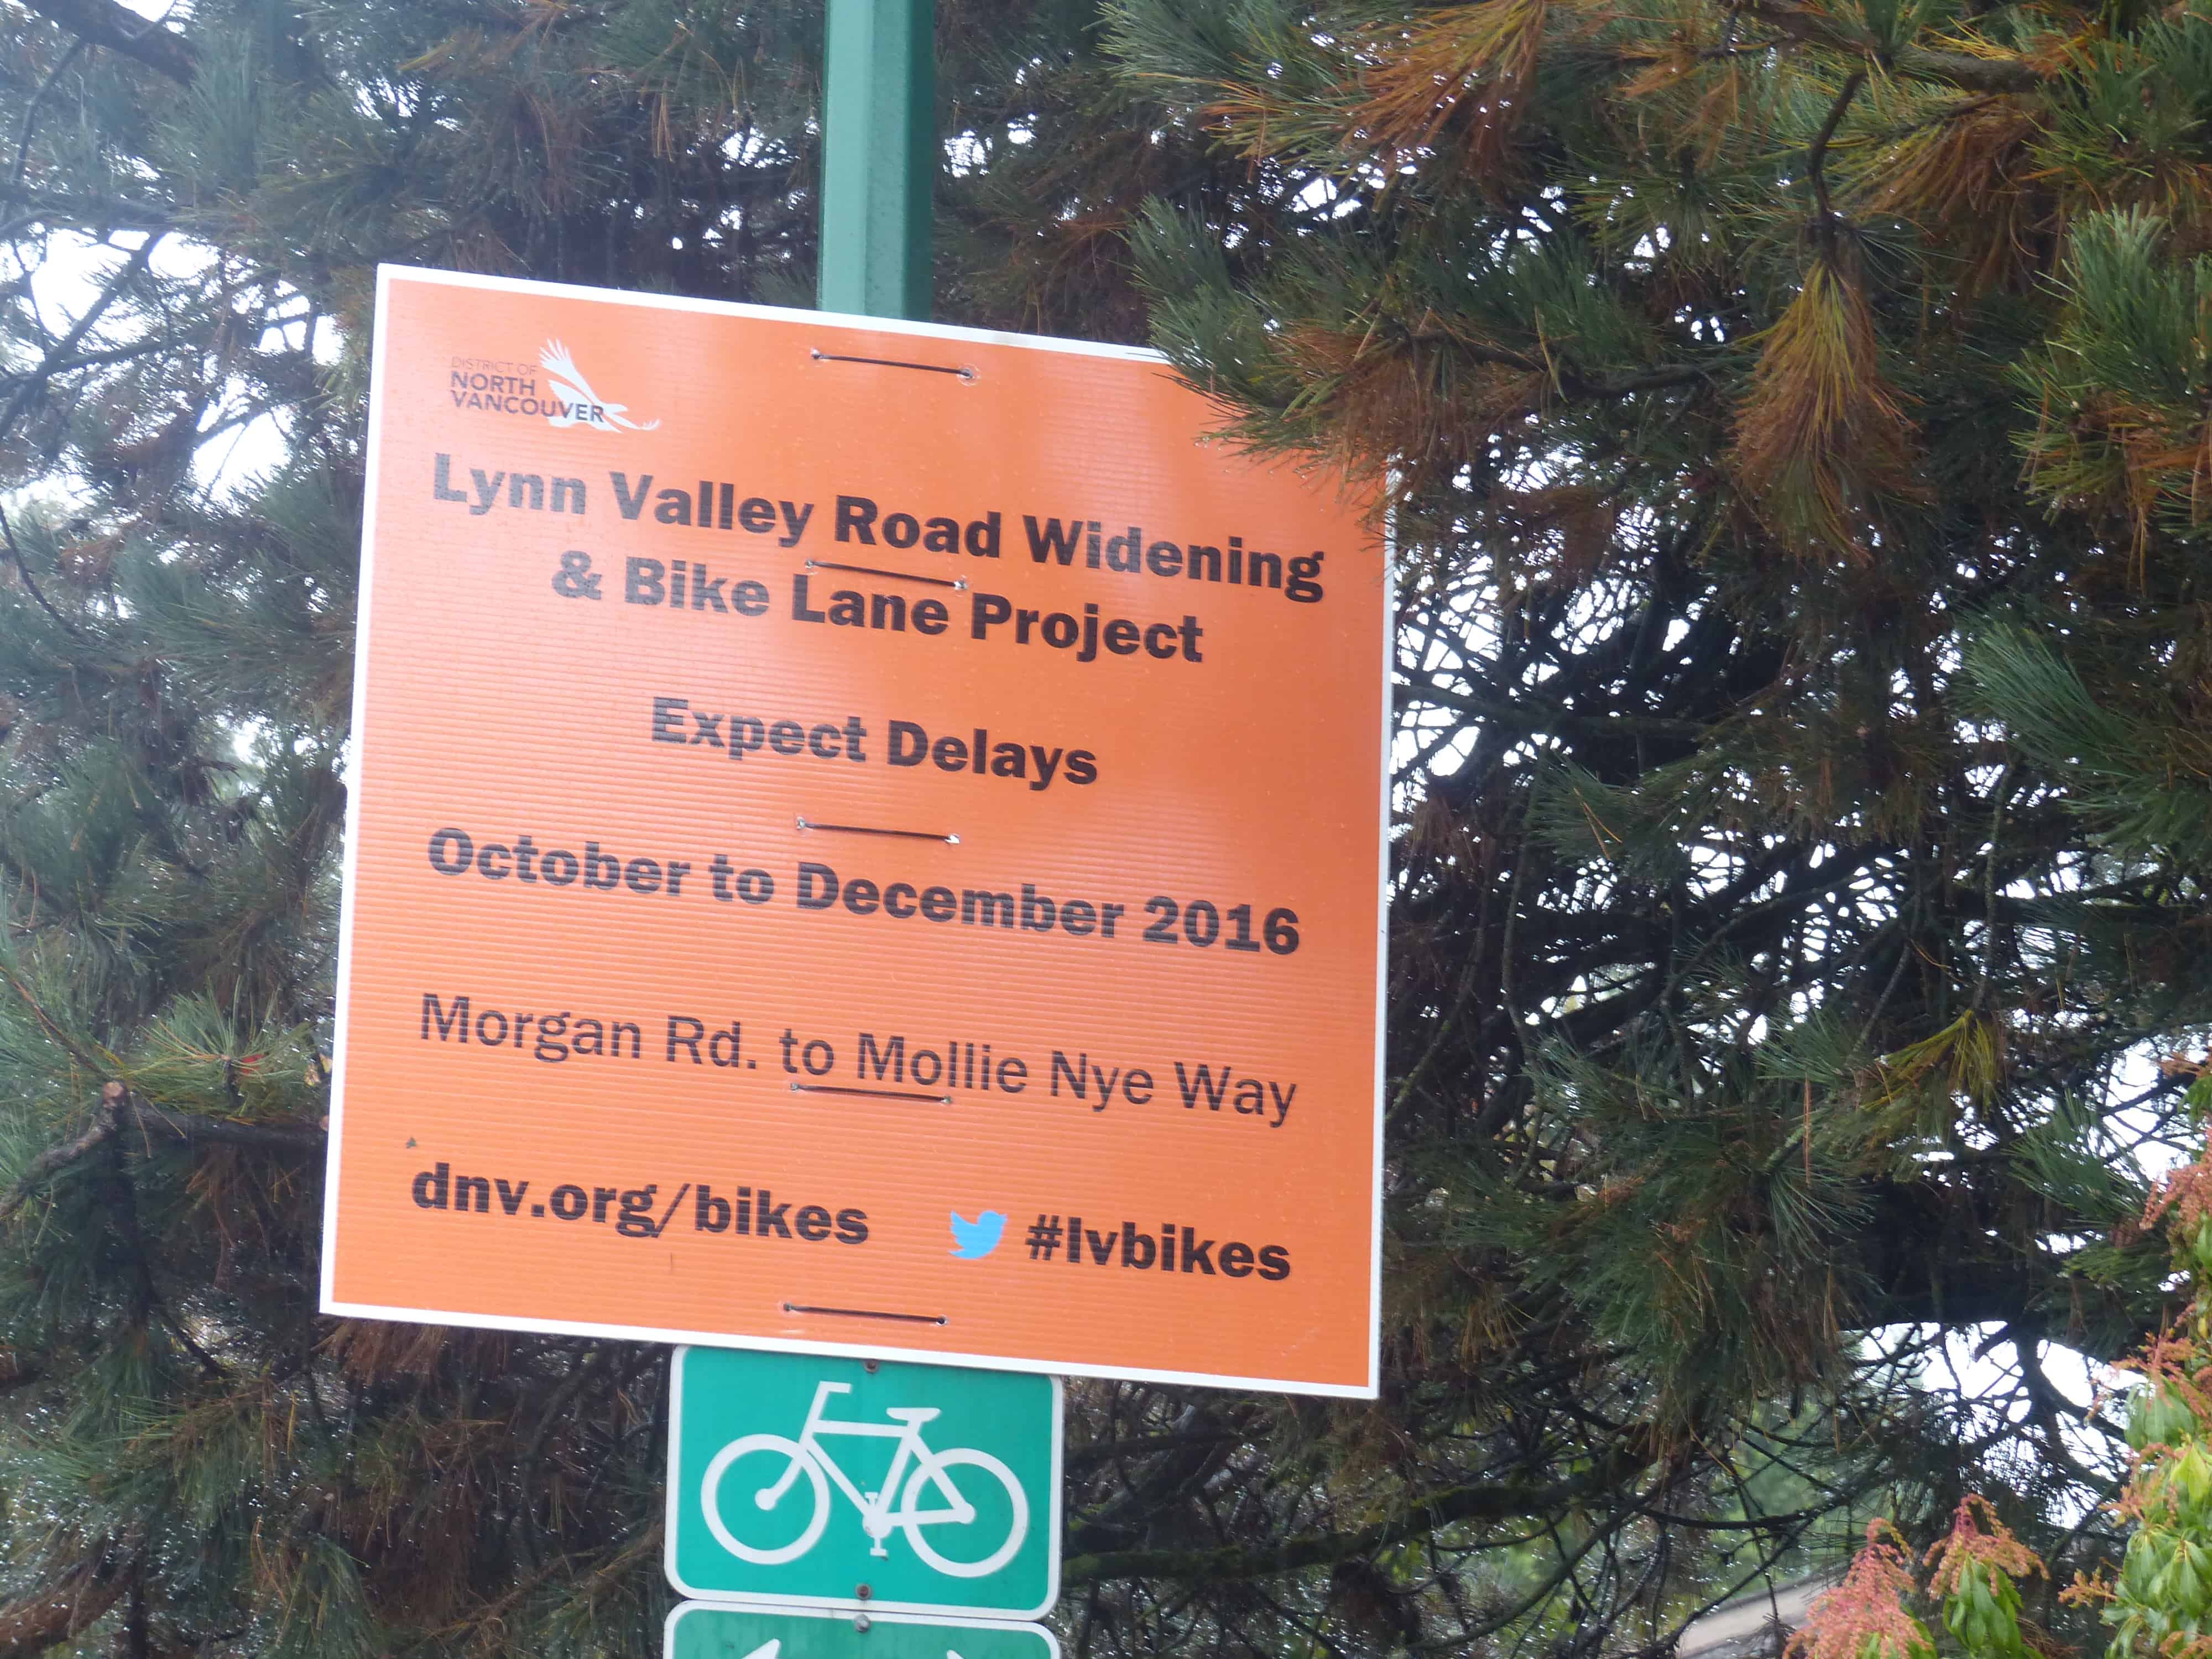 DISTRICT OF
NORTH
VANCOUVER
Lynn Valley Road Widening
& Bike Lane Project
Expect Delays
October to December 2016
Morgan Rd. to Mollie Nye Way
dnv.org/bikes #lvbikes